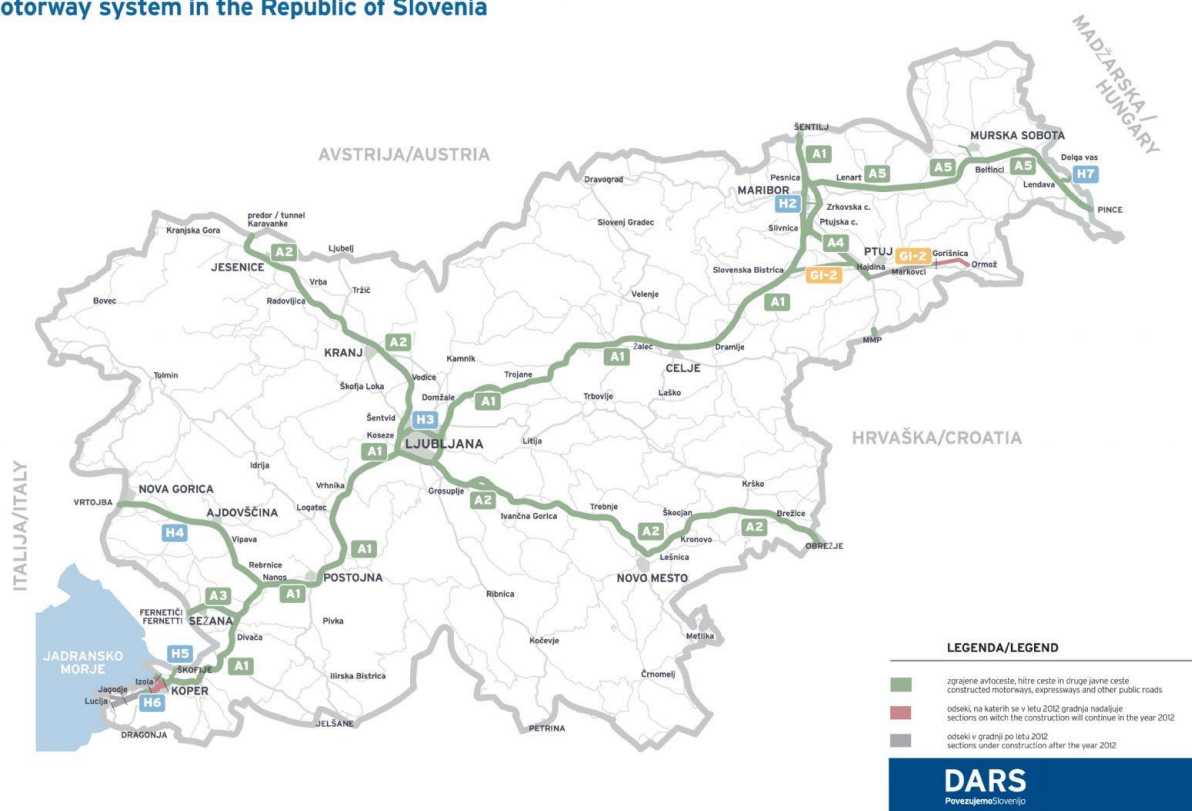 otorway system in the Republic of Slovenia
MADŽARSKA /
HUNGARY
AVSTRIJA/AUSTRIA
ŠENTILJ
A1
MURSKA SOBOTA
Dolga vas
H7
A5
A5
A5
Beltinci
Lendava
PINCE
Pesnica
Lenart
MARIBOR
H2
Zrkovska c.
Ptujska c.
Slivnica
A4
PTUJ
GI-2
Gorišnica
Ormož
Hajdina
Markovci
Slovenska Bistrica
GI-2
A1
MMP
Dravograd
Slovenj Gradec
Velenje
predor / tunnel
Karavanke
Kranjska Gora
A2
Ljubelj
JESENICE
Vrba
Tržič
Radovljica
Bovec
KRANJ
A2
Kamnik
Tolmin
Škofja Loka
Vodice
Domžale
Trojane
A1
A1
Žalec
CELJE
Dramlje
Trbovlje
Laško
Šentvid
H3
Koseze
LJUBLJANA
A1
Litija
HRVAŠKA/CROATIA
ITALIJA/ITALY
Idrija
Vrhnika
Logatec
NOVA GORICA
VRTOJBA
AJDOVŠČINA
H4
Vipava
Rebrnice
Nanos
A1
POSTOJNA
A1
Grosuplje
A2
Ivančna Gorica
Trebnje
Krško
Škocjan
A2
Kronovo
A2
Brežice
OBREŽJE
Lešnica
NOVO MESTO
FERNETIČI
FERNETTI
A3
SEŽANA
Pivka
Ribnica
Divača
Metlika
Kočevje
Črnomelj
JADRANSKO
MORJE
H5
ŠKOFIJE
A1
Izola
KOPER
Jagodje
Lucija
H6
Ilirska Bistrica
DRAGONJA
JELŠANE
PETRINA
LEGENDA/LEGEND
zgrajene avtoceste, hitre ceste in druge javne ceste
constructed motorways, expressways and other public roads
odseki, na katerih se v letu 2012 gradnja nadaljuje
sections on witch the construction will continue in the year 2012
odseki v gradnji po letu 2012
sections under construction after the year 2012
DARS
PovezujemoSlovenijo